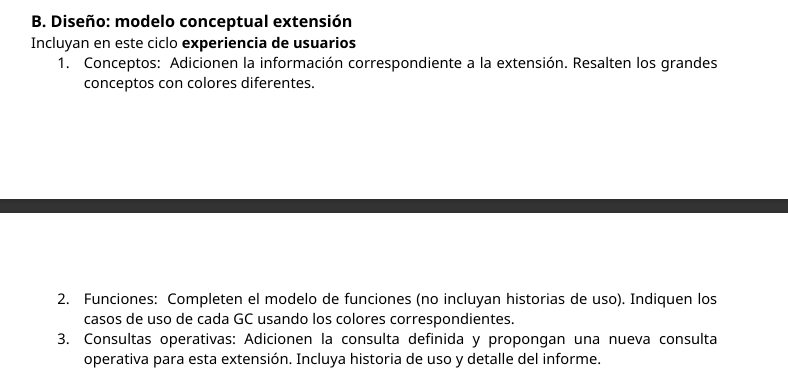 B. Diseño: modelo conceptual extensión
Incluyan en este ciclo experiencia de usuarios
1. Conceptos: Adicionen la información correspondiente a la extensión. Resalten los grandes
conceptos con colores diferentes.
2. Funciones: Completen el modelo de funciones (no incluyan historias de uso). Indiquen los
casos de uso de cada GC usando los colores correspondientes.
3. Consultas operativas: Adicionen la consulta definida y propongan una nueva consulta
operativa para esta extensión. Incluya historia de uso y detalle del informe.